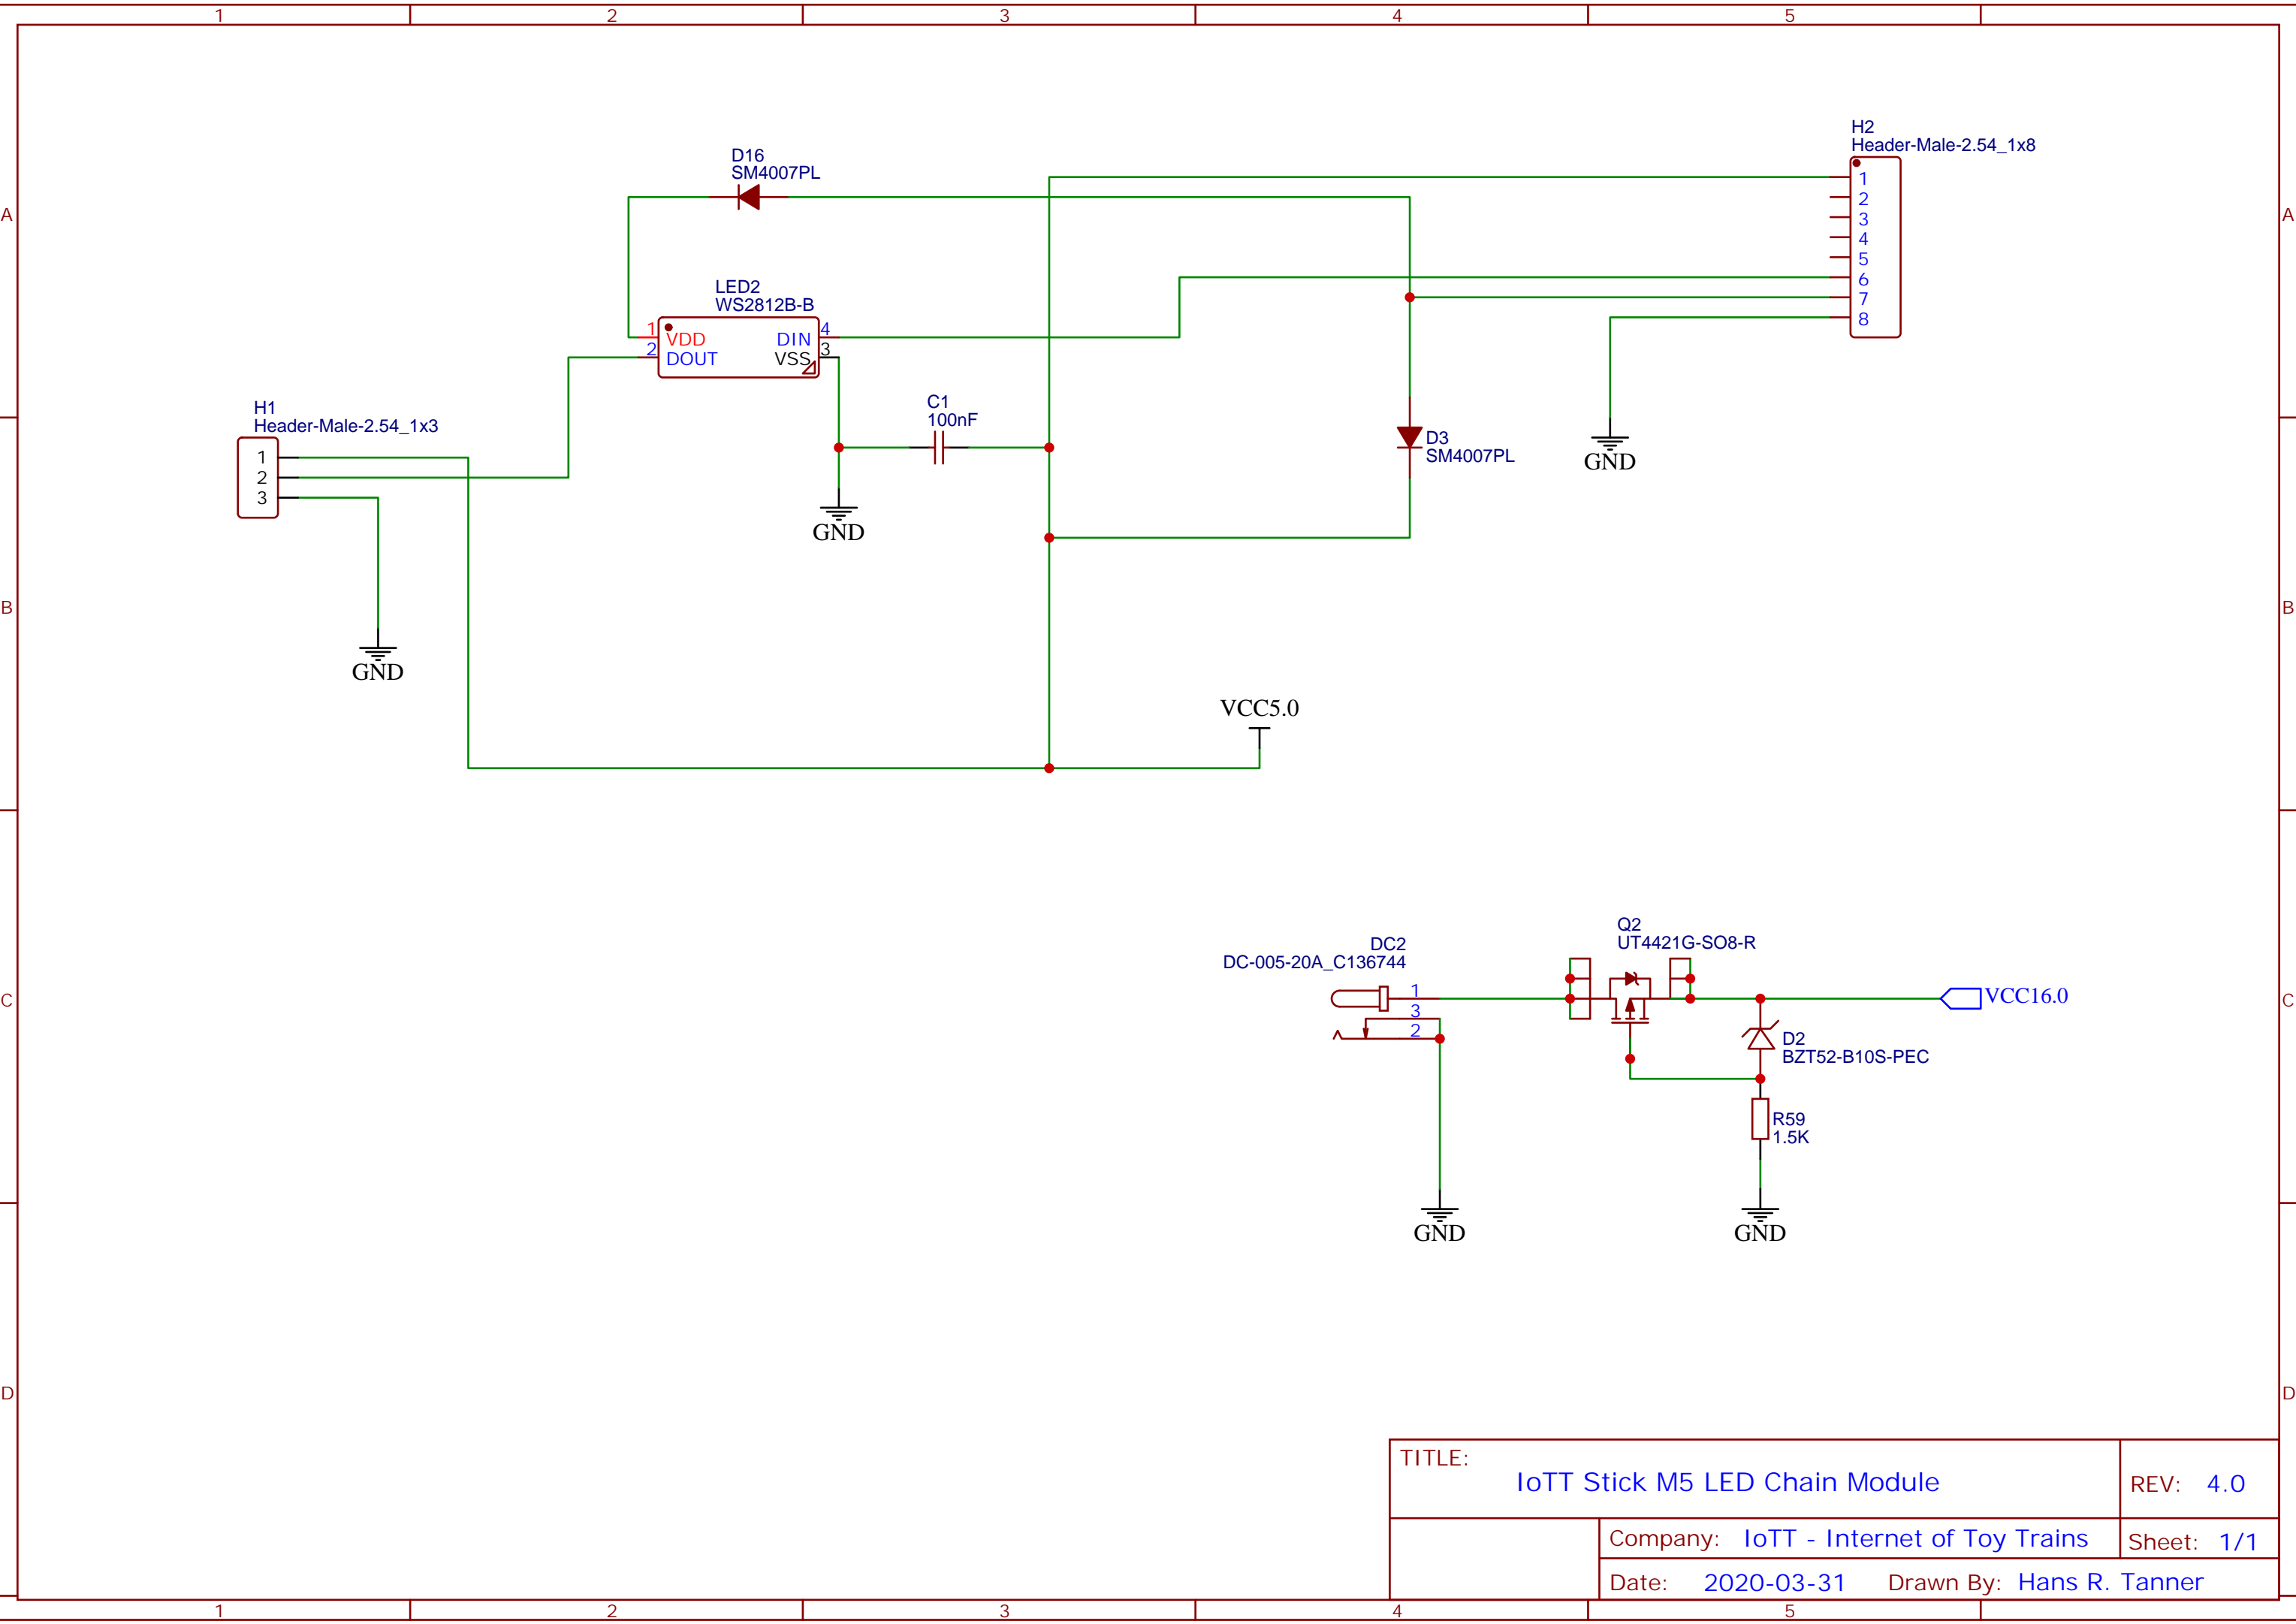 1 2 3 4 5
A A
B B
C C
D D
D16
SM4007PL
H2
Header-Male-2.54_1x8
1
2
3
4
5
6
7
8
LED2
WS2812B-B
1 VDD DIN 4
2 DOUT VSS 3
H1
Header-Male-2.54_1x3
1
2
3
GND
C1
100nF
GND
D3
SM4007PL
GND
VCC5.0
DC2
DC-005-20A_C136744
1
3
2
GND
Q2
UT4421G-SO8-R
VCC16.0
D2
BZT52-B10S-PEC
R59
1.5K
GND
TITLE:
IoTT Stick M5 LED Chain Module
REV: 4.0
Company: IoTT - Internet of Toy Trains
Sheet: 1/1
Date: 2020-03-31 Drawn By: Hans R. Tanner
1 2 3 4 5